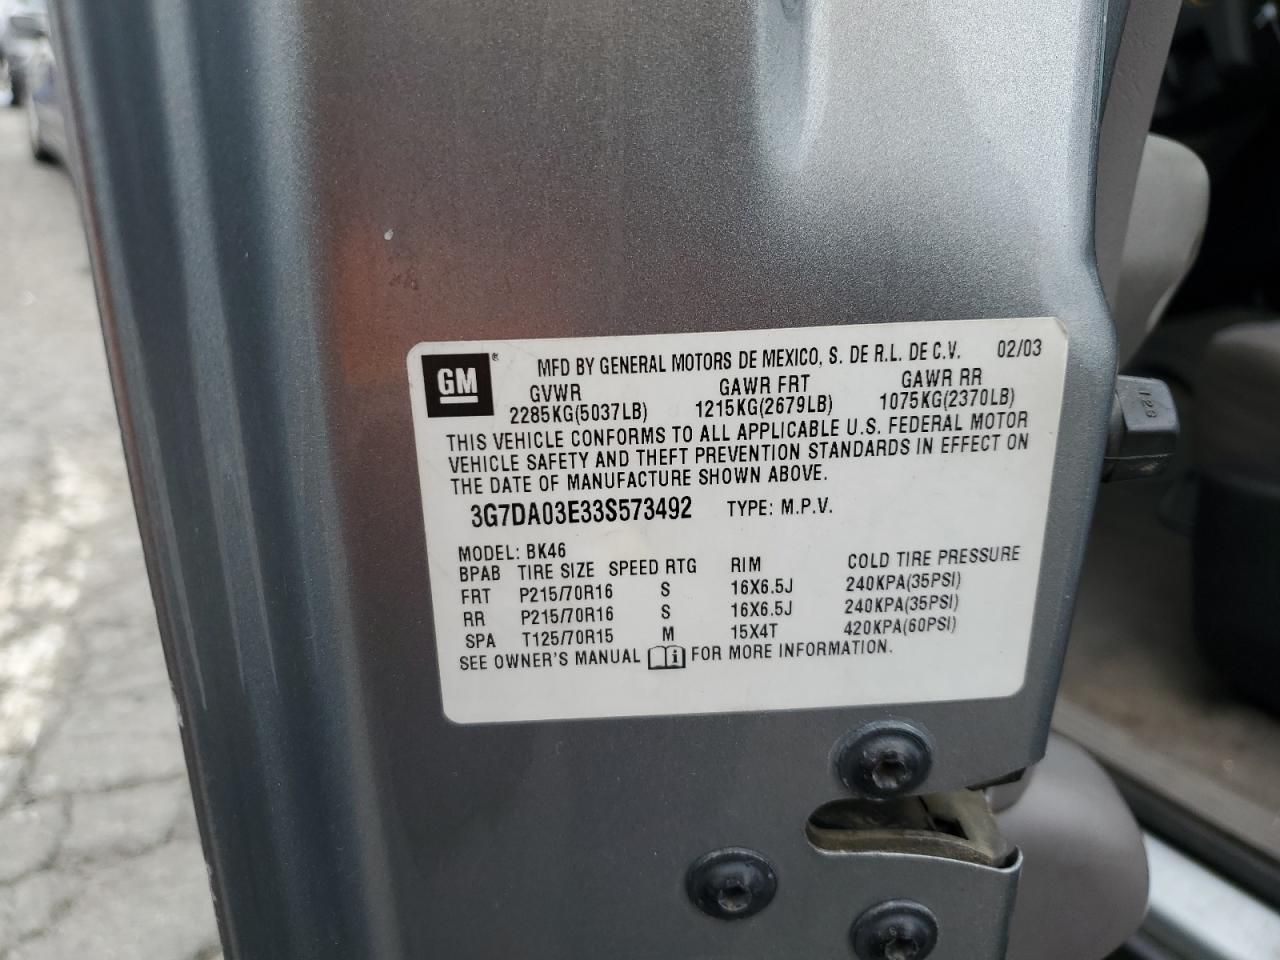 GM ® MFD BY GENERAL MOTORS DE MEXICO, S. DE R.L. DE C.V. 02/03
GVWR GAWR FRT GAWR RR
2285KG(5037LB) 1215KG(2679LB) 1075KG(2370LB)
THIS VEHICLE CONFORMS TO ALL APPLICABLE U.S. FEDERAL MOTOR
VEHICLE SAFETY AND THEFT PREVENTION STANDARDS IN EFFECT ON
THE DATE OF MANUFACTURE SHOWN ABOVE.
3G7DA03E33S573492 TYPE: M.P.V.
MODEL: BK46
BPAB TIRE SIZE SPEED RTG RIM COLD TIRE PRESSURE
FRT P215/70R16 S 16X6.5J 240KPA(35PSI)
RR P215/70R16 S 16X6.5J 240KPA(35PSI)
SPA T125/70R15 M 15X4T 420KPA(60PSI)
SEE OWNER'S MANUAL i FOR MORE INFORMATION.